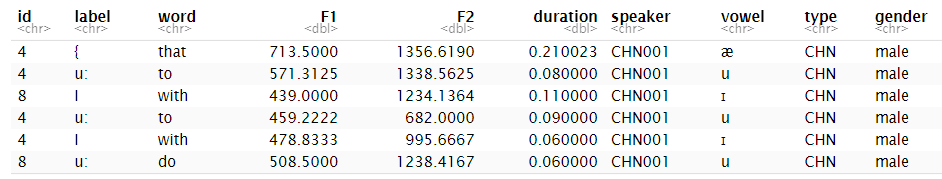 id label word F1 F2 duration speaker vowel type gender
<chr> <chr> <chr> <dbl> <dbl> <dbl> <chr> <chr> <chr> <chr>
4 { that 713.5000 1356.6190 0.210023 CHN001 æ CHN male
4 u: to 571.3125 1338.5625 0.080000 CHN001 u CHN male
8 I with 439.0000 1234.1364 0.110000 CHN001 ɪ CHN male
4 u: to 459.2222 682.0000 0.090000 CHN001 u CHN male
4 I with 478.8333 995.6667 0.060000 CHN001 ɪ CHN male
8 u: do 508.5000 1238.4167 0.060000 CHN001 u CHN male